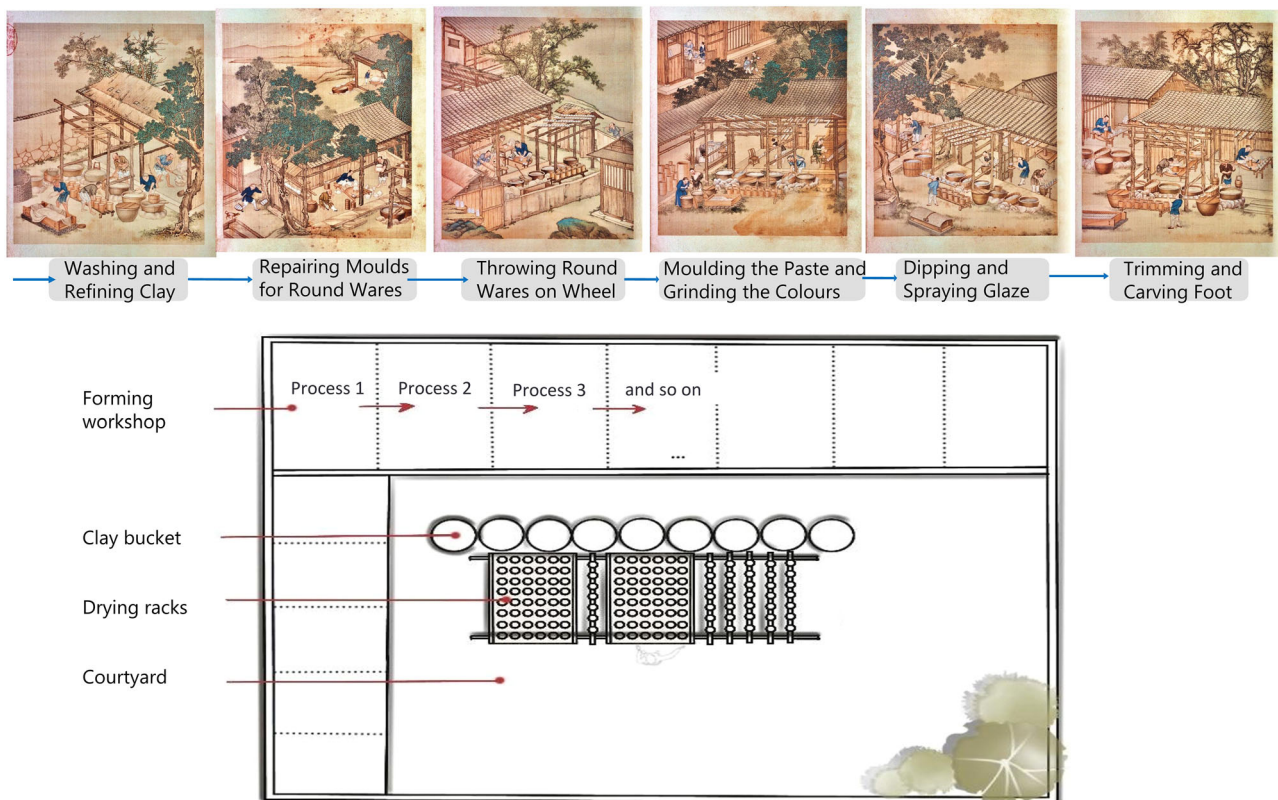 Washing and
Refining Clay
Repairing Moulds
for Round Wares
Throwing Round
Wares on Wheel
Moulding the Paste and
Grinding the Colours
Dipping and
Spraying Glaze
Trimming and
Carving Foot
Forming
workshop
Process 1
Process 2
Process 3
and so on
...
Clay bucket
Drying racks
Courtyard